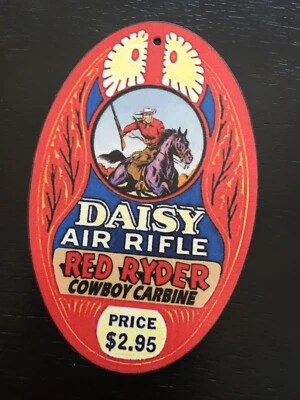 DAISY
AIR RIFLE
RED RYDER
COWBOY CARBINE
PRICE
$2.95